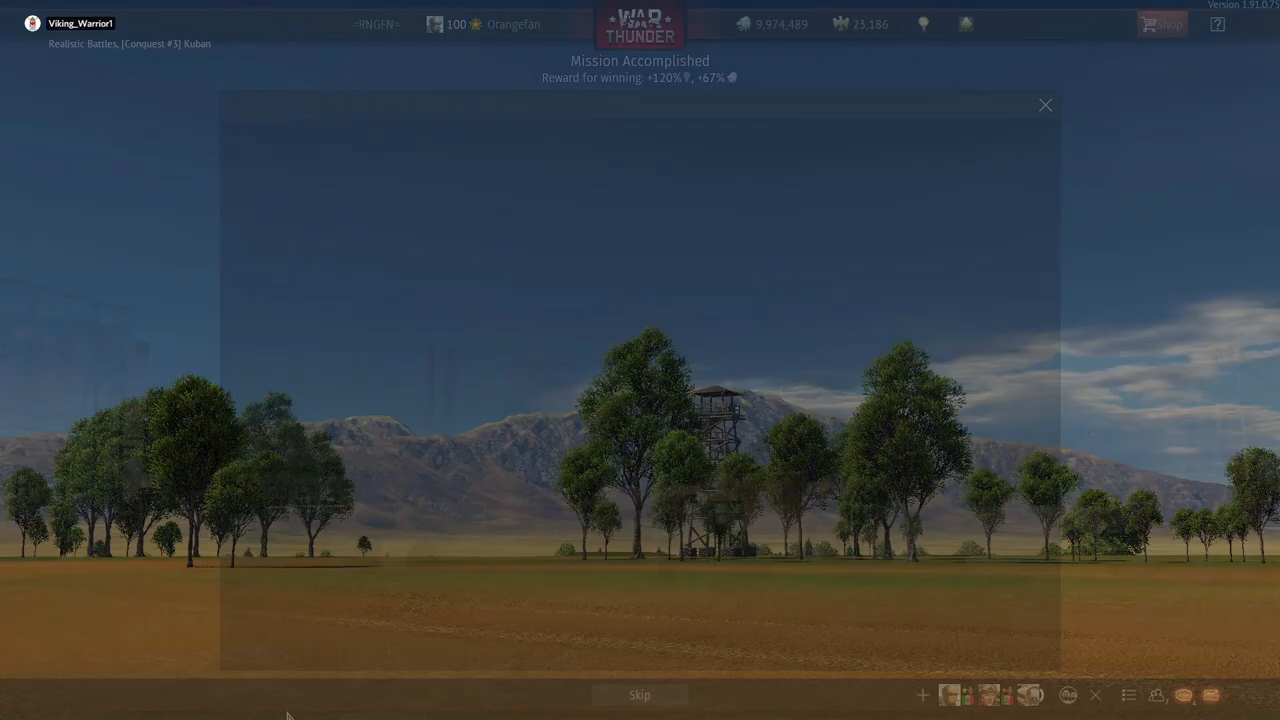 Version 1.91.0.75
Viking_Warrior1
=RNGFN=
100
Orangefan
WAR
THUNDER
9,974,489
23,186
Shop
?
Realistic Battles, [Conquest #3] Kuban
Mission Accomplished
Reward for winning: +120%, +67%
Skip